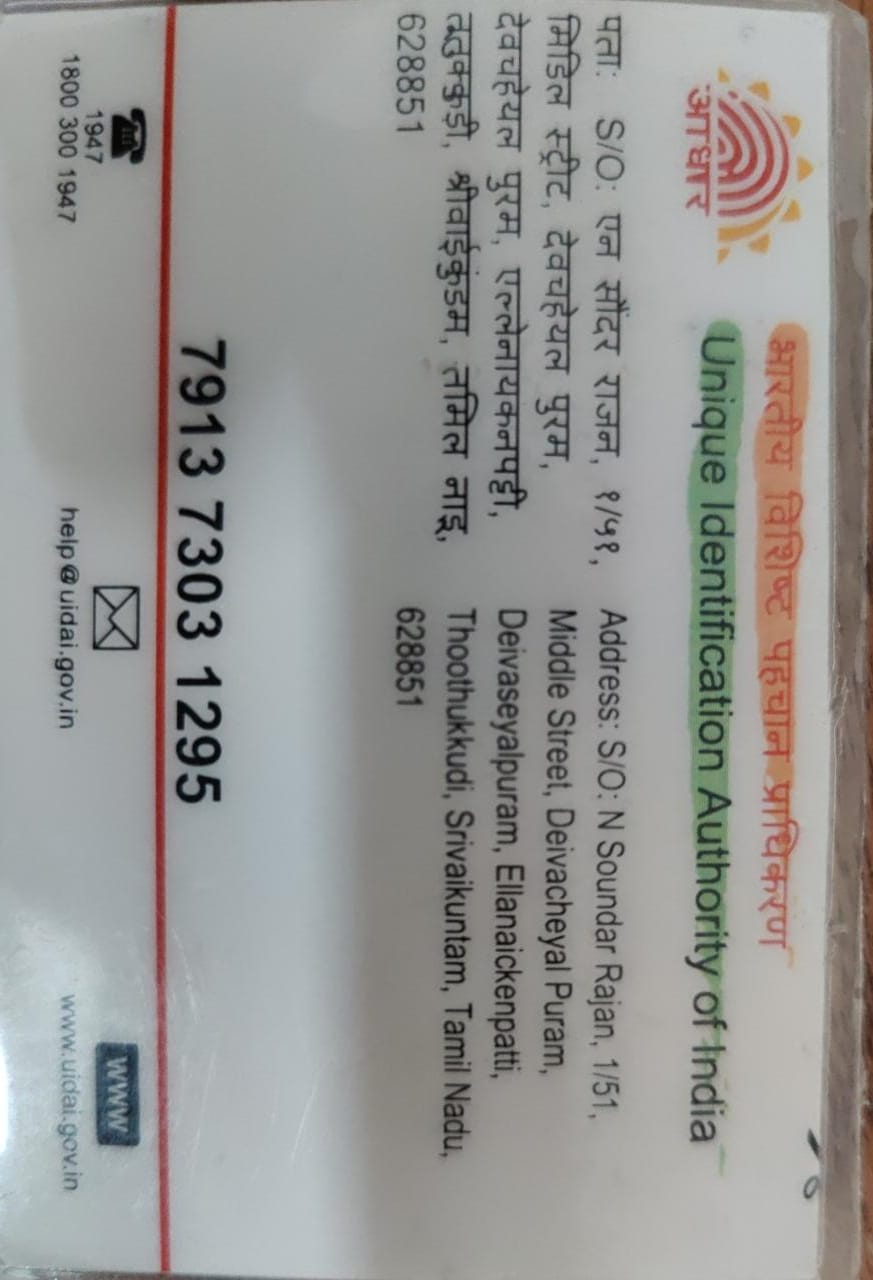 भारतीय विशिष्ट पहचान प्राधिकरण
Unique Identification Authority of India
आधार
पता: S/O: एन सौंदर राजन, १/५१,
मिडिल स्ट्रीट, देवचहेयल पुरम,
देवचहेयल पुरम, एल्लेनायकनपट्टी,
तूतुक्कुड़ी, श्रीवाईकुंडम, तमिल नाडू,
628851
Address: S/O: N Soundar Rajan, 1/51,
Middle Street, Deivacheyal Puram,
Deivaseyalpuram, Ellanaickenpatti,
Thoothukkudi, Srivaikuntam, Tamil Nadu,
628851
7913 7303 1295
1947
1800 300 1947
help@uidai.gov.in
www
www.uidai.gov.in